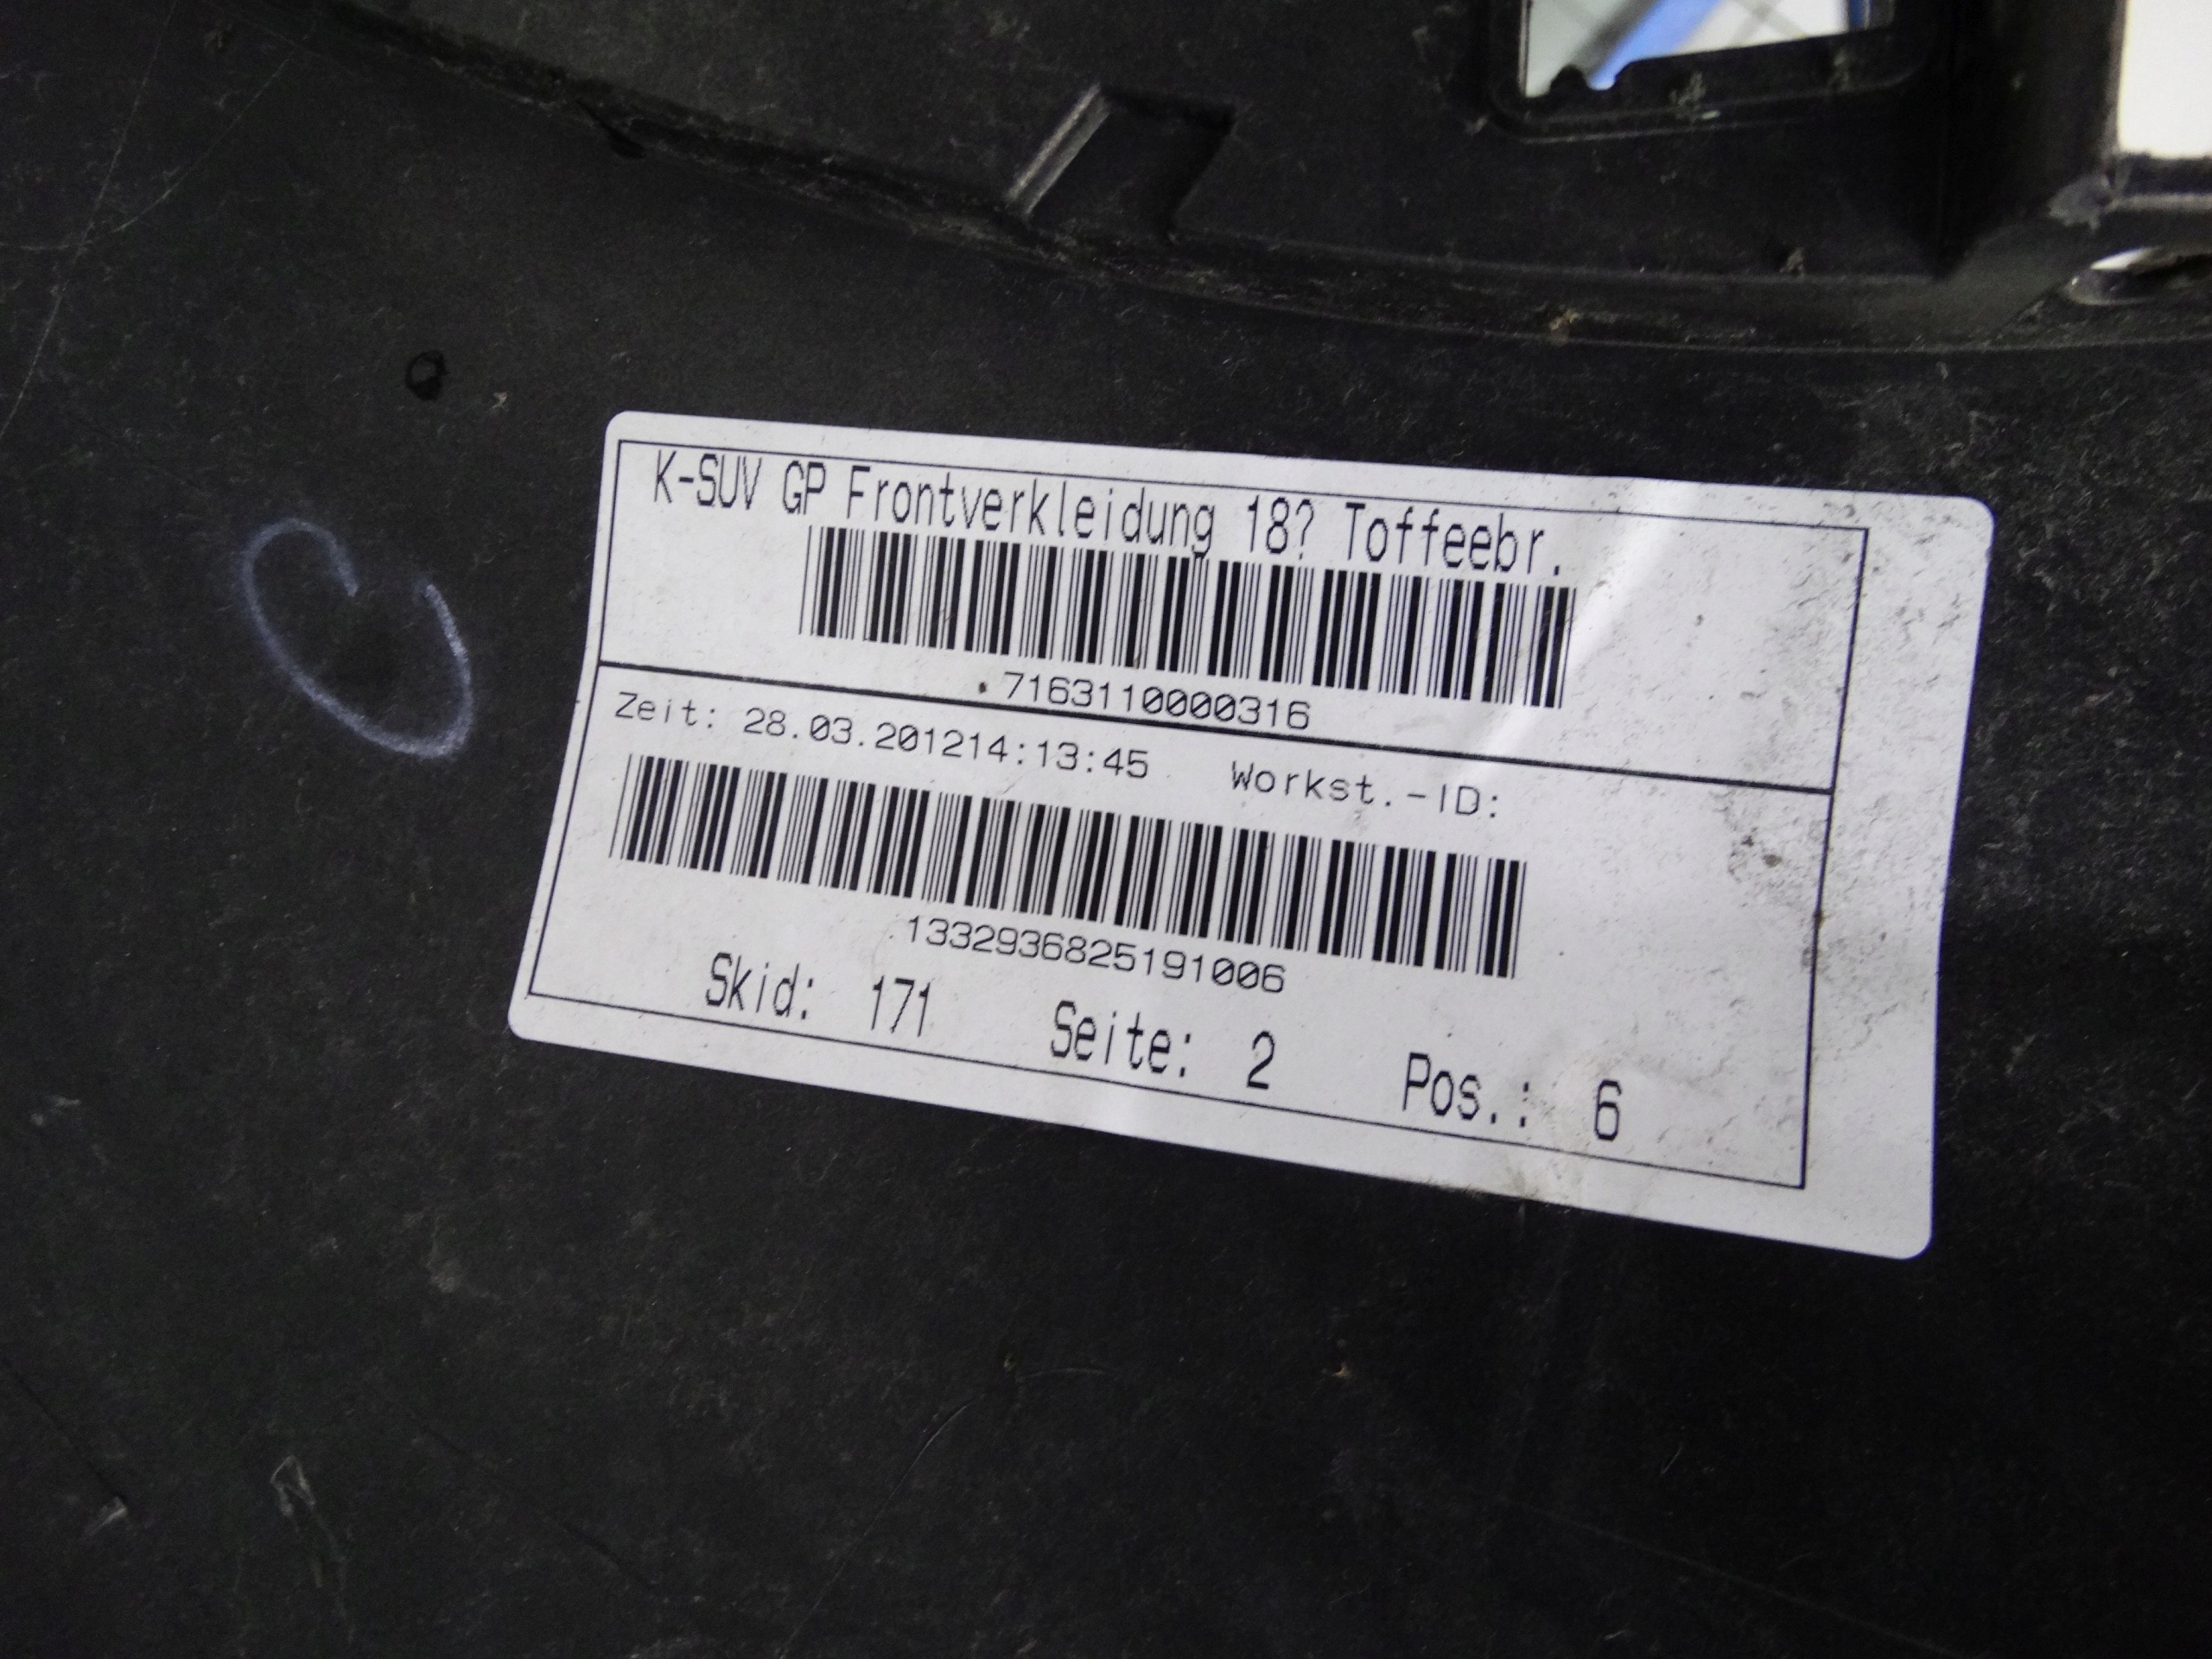 K-SUV GP Frontverkleidung 18? Toffeebr.
7163110000316
Zeit: 28.03.201214:13:45 Workst.-ID:
1332936825191006
Skid: 171 Seite: 2 Pos.: 6